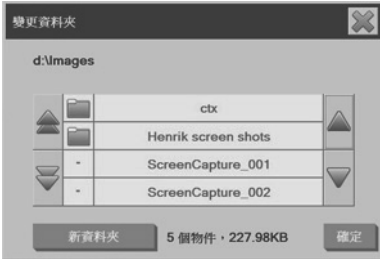 變更資料夾
d:\Images
ctx
Henrik screen shots
- ScreenCapture_001
- ScreenCapture_002
新資料夾 5 個物件，227.98KB 確定